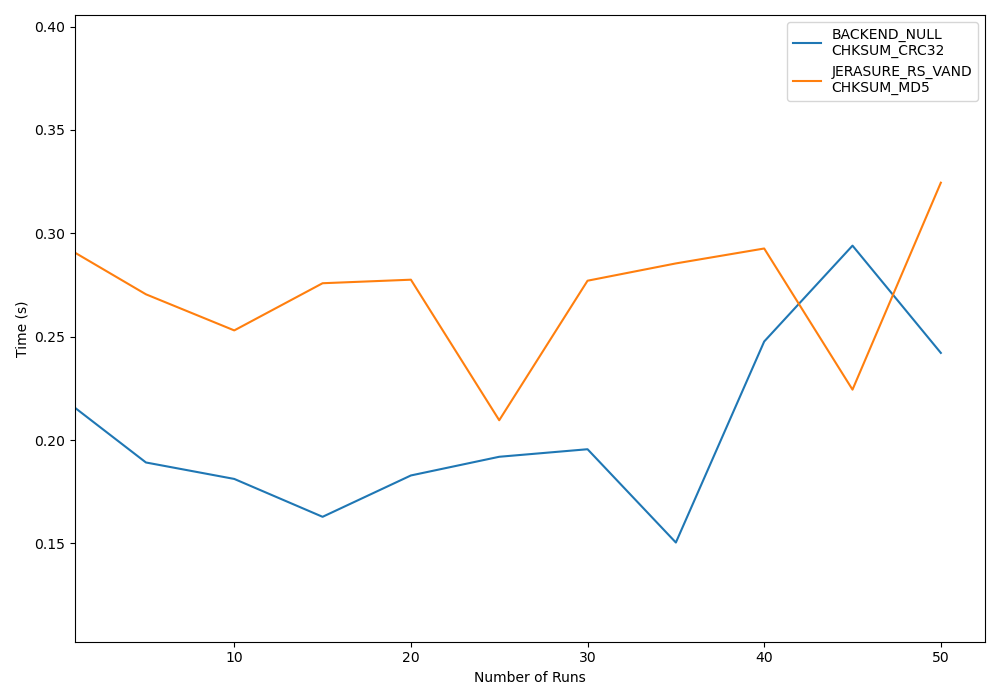 0.40
0.35
0.30
0.25
0.20
0.15
Time (s)
10
20
30
40
50
Number of Runs
BACKEND_NULL
CHKSUM_CRC32
JERASURE_RS_VAND
CHKSUM_MD5